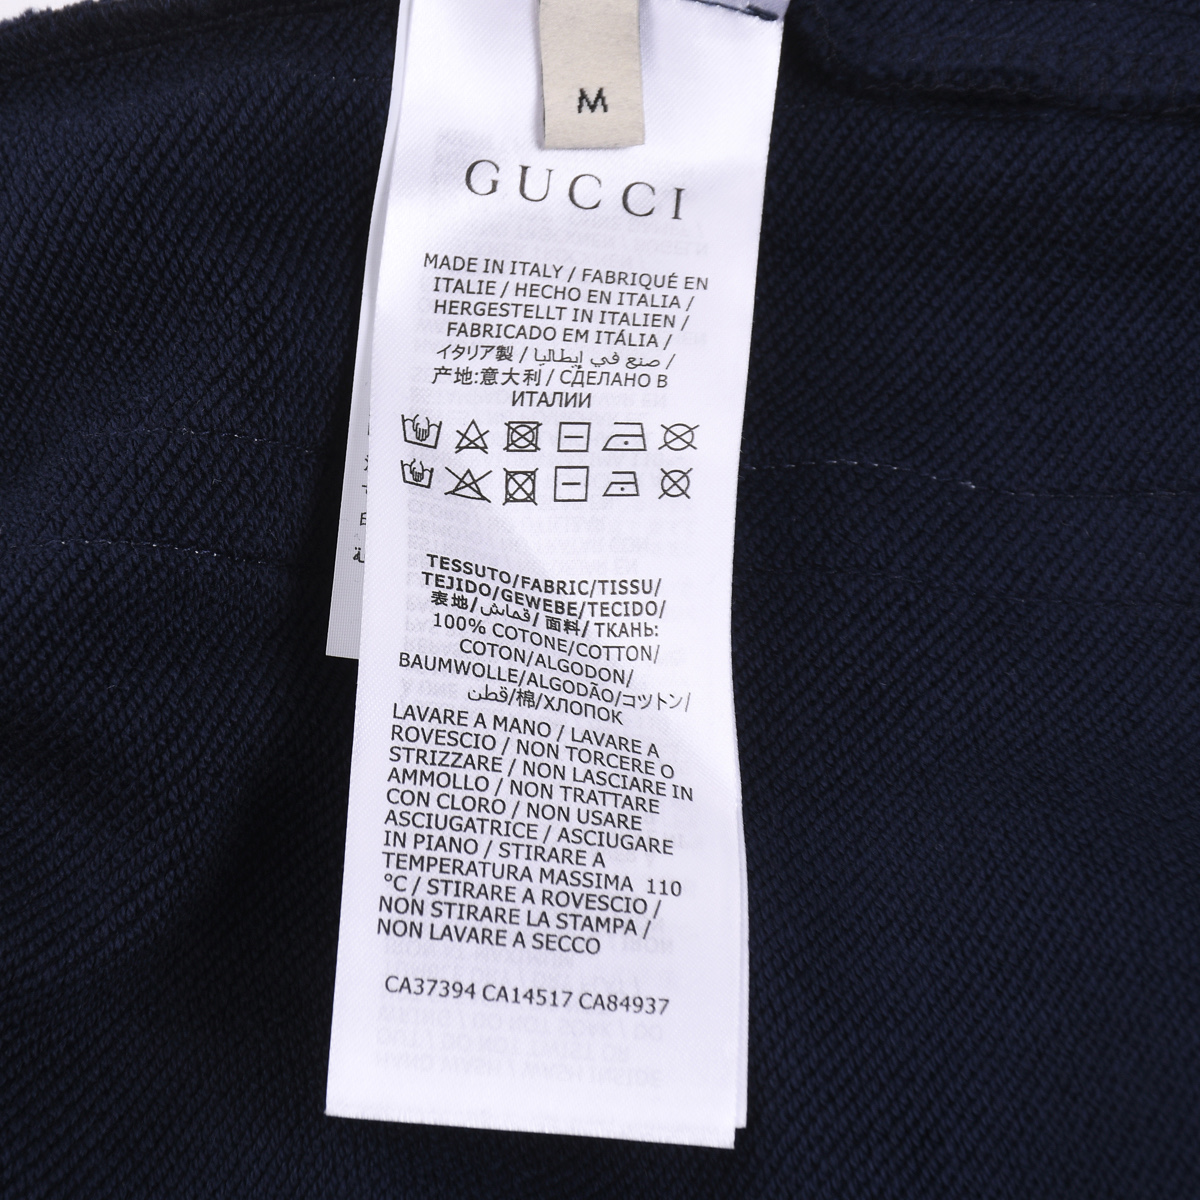 M
GUCCI
MADE IN ITALY / FABRIQUÉ EN
ITALIE / HECHO EN ITALIA /
HERGESTELLT IN ITALIEN /
FABRICADO EM ITÁLIA /
イタリア製 / صنع في إيطاليا /
产地:意大利 / СДЕЛАНО В
ИТАЛИИ
TESSUTO/FABRIC/TISSU/
TEJIDO/GEWEBE/TECIDO/
表地/قماش/ 面料/ ТКАНЬ:
100% COTONE/COTTON/
COTON/ALGODON/
BAUMWOLLE/ALGODÃO/コットン/
قطن/棉/ХЛОПОК
LAVARE A MANO / LAVARE A
ROVESCIO / NON TORCERE O
STRIZZARE / NON LASCIARE IN
AMMOLLO / NON TRATTARE
CON CLORO / NON USARE
ASCIUGATRICE / ASCIUGARE
IN PIANO / STIRARE A
TEMPERATURA MASSIMA 110
°C / STIRARE A ROVESCIO /
NON STIRARE LA STAMPA /
NON LAVARE A SECCO
CA37394 CA14517 CA84937